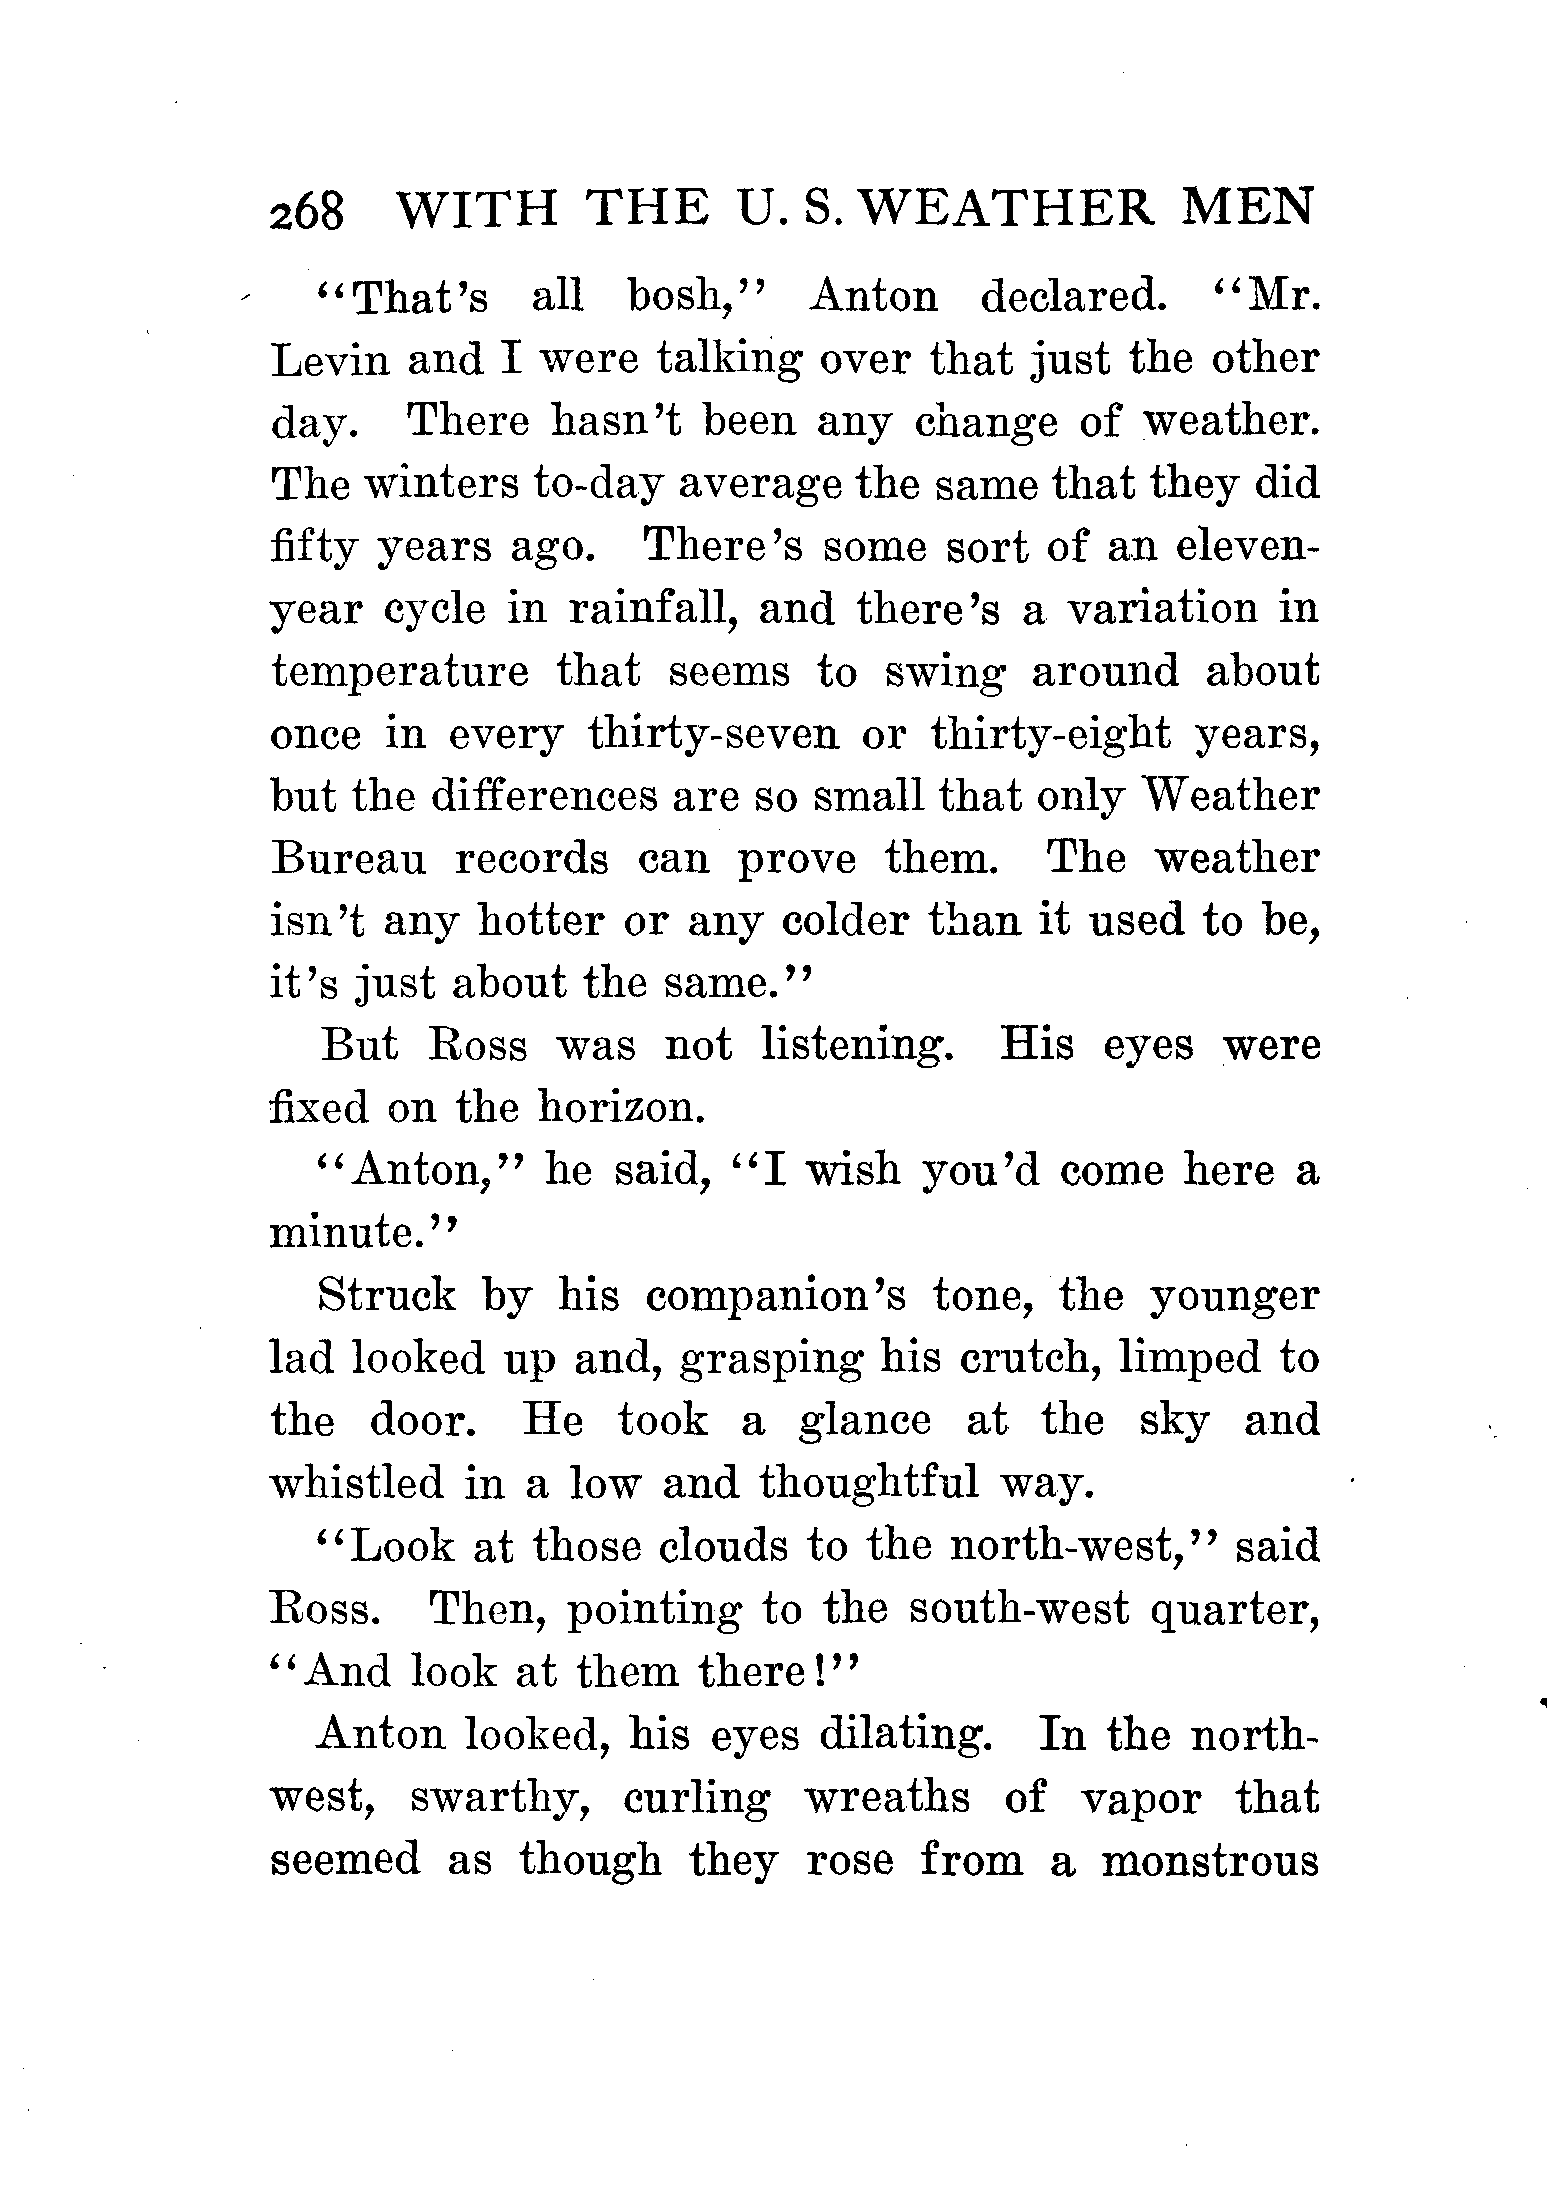 268 WITH THE U. S. WEATHER MEN
"That's all bosh," Anton declared. "Mr.
Levin and I were talking over that just the other
day. There hasn't been any change of weather.
The winters to-day average the same that they did
fifty years ago. There's some sort of an eleven-
year cycle in rainfall, and there's a variation in
temperature that seems to swing around about
once in every thirty-seven or thirty-eight years,
but the differences are so small that only Weather
Bureau records can prove them. The weather
isn't any hotter or any colder than it used to be,
it's just about the same."
But Ross was not listening. His eyes were
fixed on the horizon.
"Anton," he said, "I wish you'd come here a
minute."
Struck by his companion's tone, the younger
lad looked up and, grasping his crutch, limped to
the door. He took a glance at the sky and
whistled in a low and thoughtful way.
"Look at those clouds to the north-west," said
Ross. Then, pointing to the south-west quarter,
"And look at them there!"
Anton looked, his eyes dilating. In the north-
west, swarthy, curling wreaths of vapor that
seemed as though they rose from a monstrous